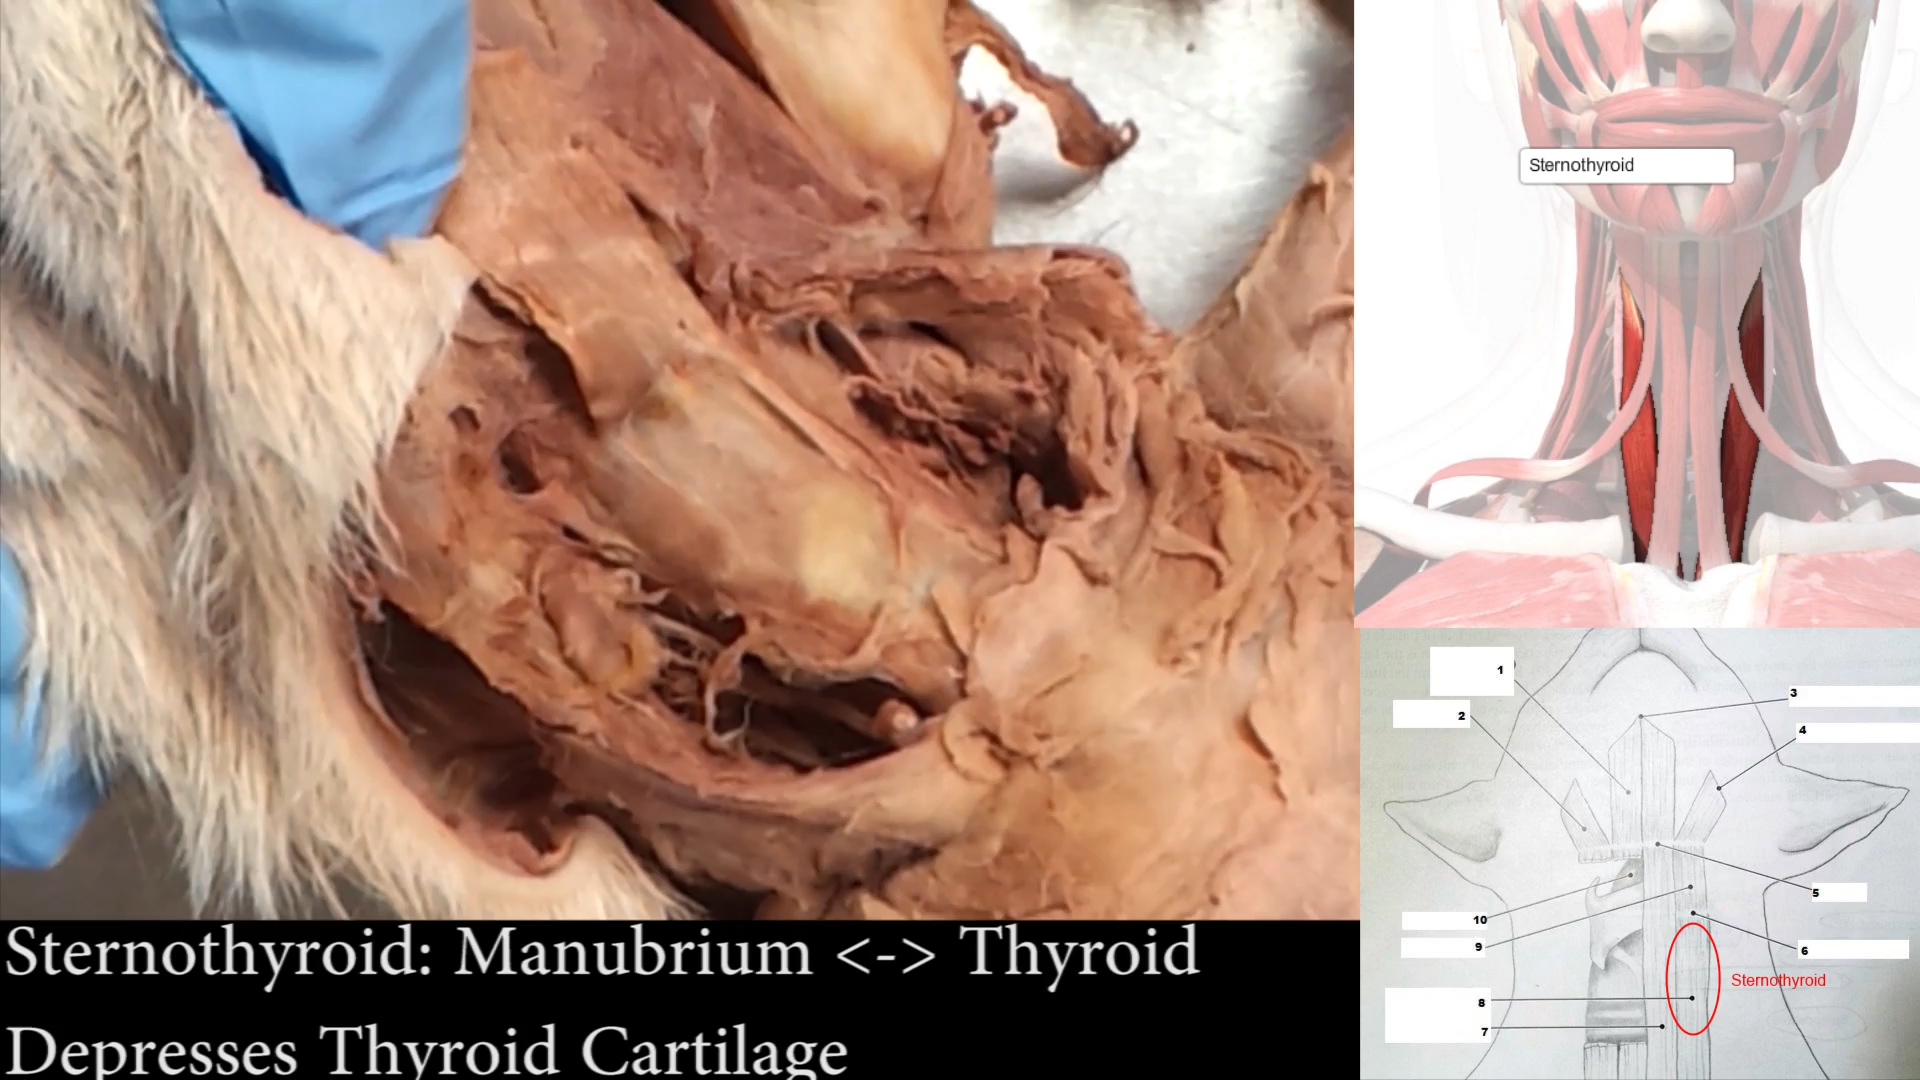 Sternothyroid
1
2
3
4
5
10
9
6
Sternothyroid
8
7
Sternothyroid: Manubrium <-> Thyroid
Depresses Thyroid Cartilage